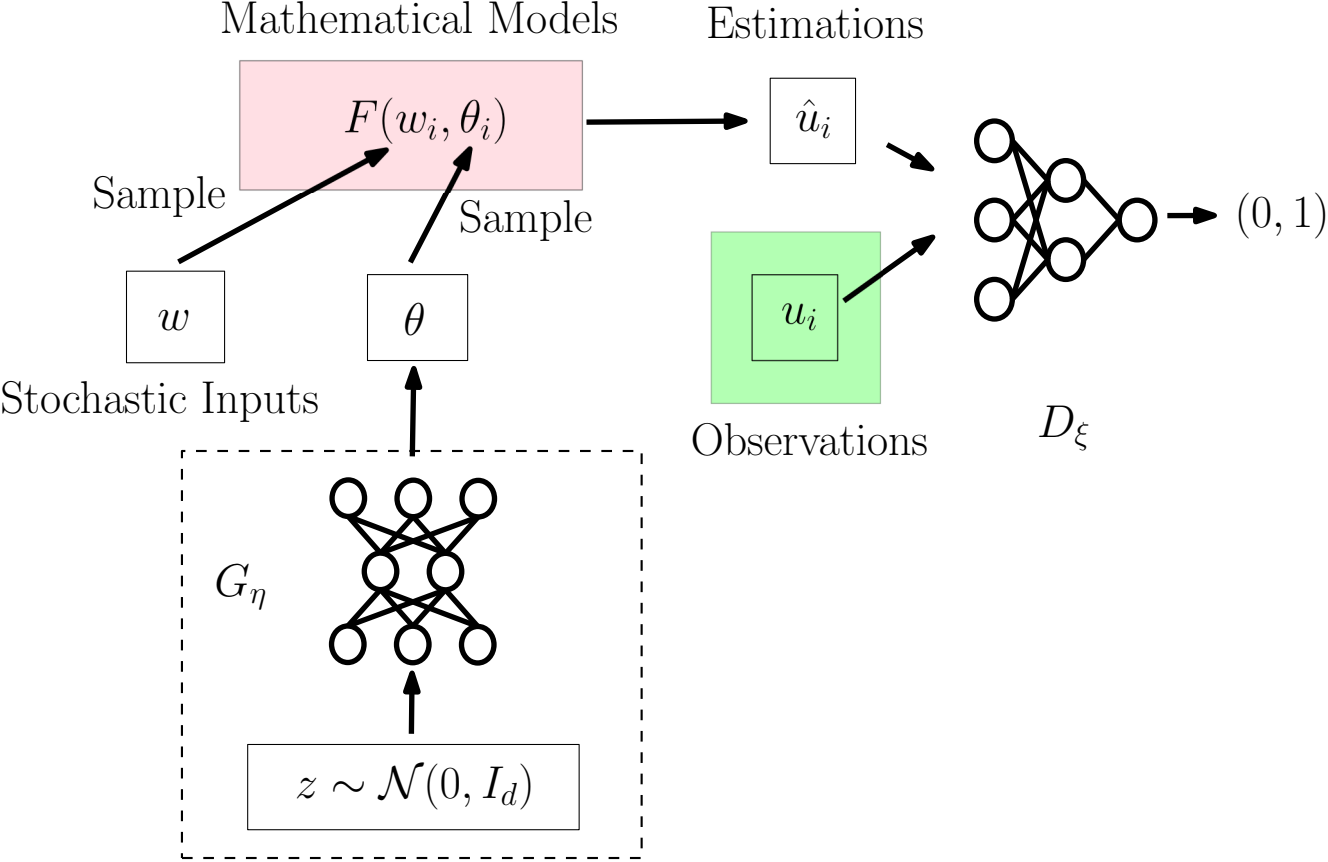 Mathematical Models
Estimations
F(w_i, θ_i)
û_i
Sample
Sample
(0, 1)
w
θ
u_i
Stochastic Inputs
Observations
D_ξ
G_η
z ∼ 𝒩(0, I_d)